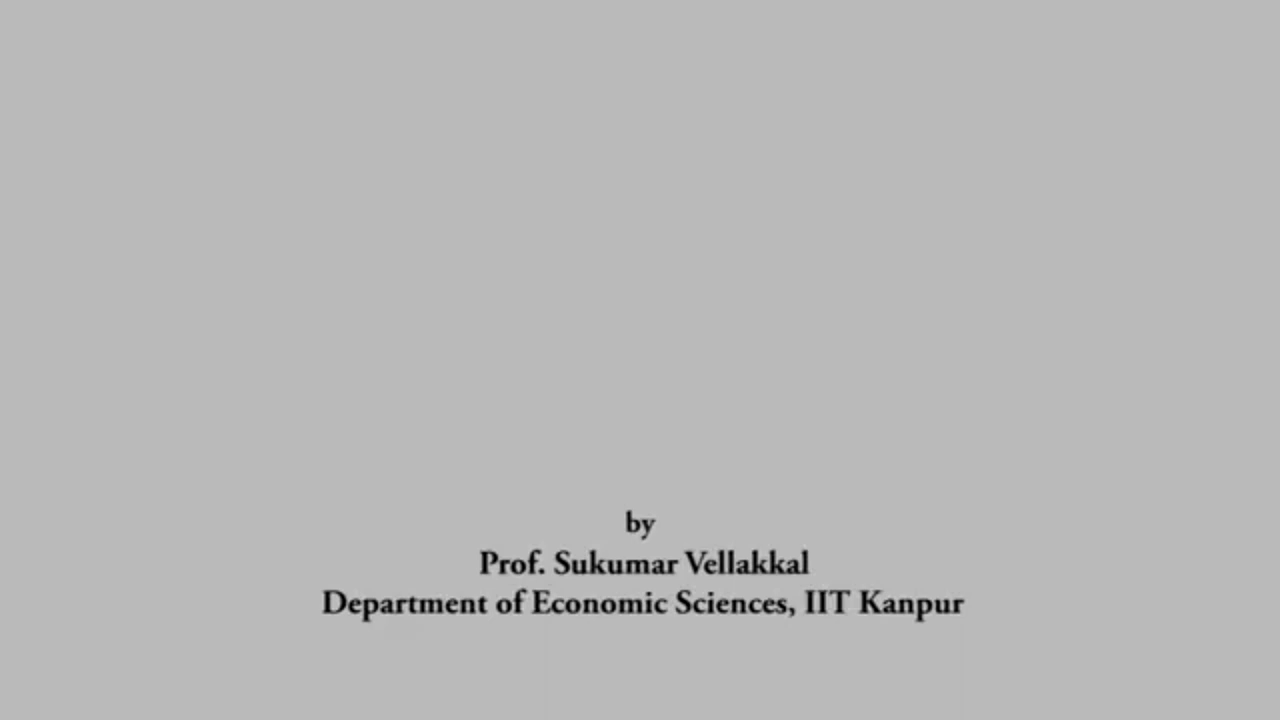 by
Prof. Sukumar Vellakkal
Department of Economic Sciences, IIT Kanpur